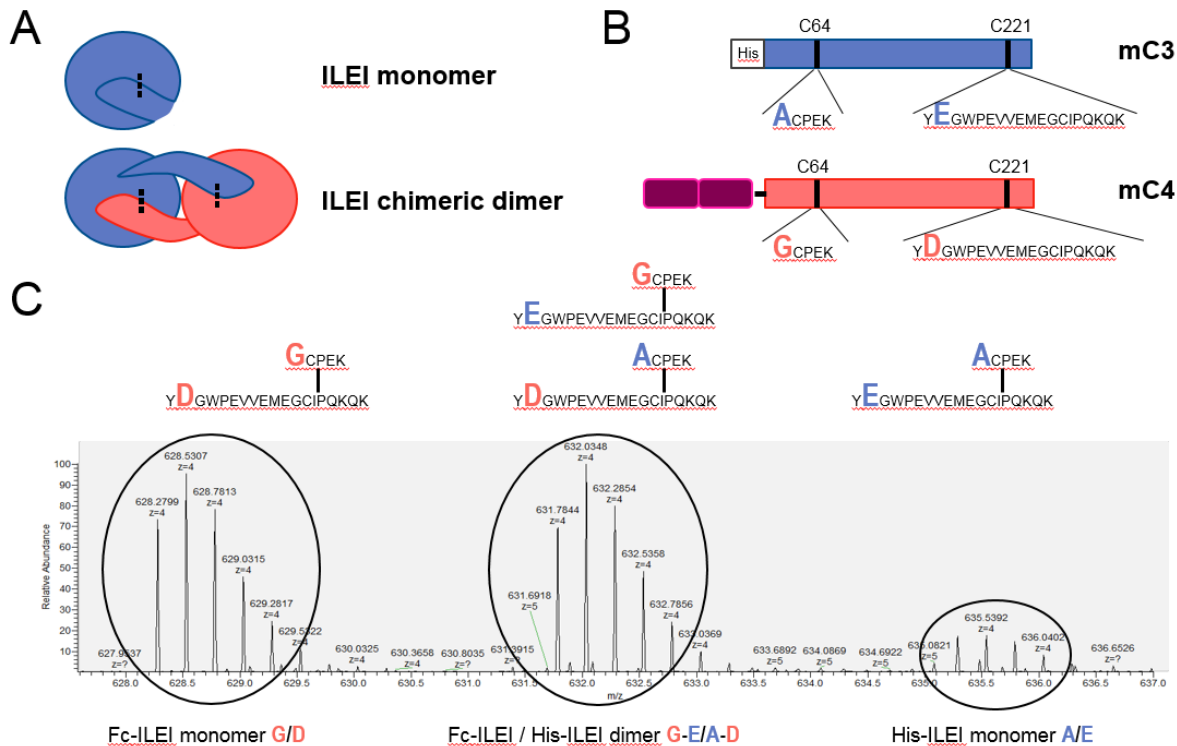 A
ILEI monomer
ILEI chimeric dimer
B
C64
C221
His
mC3
ACPEK
YEGWPEVVEMEGCIPQKQK
C64
C221
mC4
GCPEK
YDGWPEVVEMEGCIPQKQK
C
GCPEK
YDGWPEVVEMEGCIPQKQK
GCPEK
YEGWPEVVEMEGCIPQKQK
ACPEK
YDGWPEVVEMEGCIPQKQK
ACPEK
YEGWPEVVEMEGCIPQKQK
Relative Abundance
100
90
80
70
60
50
40
30
20
10
628.5307
z=4
628.2799
z=4
628.7813
z=4
629.0315
z=4
629.2817
z=4
z=4
z=?
630.0325
z=4
630.3658
z=4
630.8035
z=?
631.3915
z=?
631.6918
z=5
632.0348
z=4
631.7844
z=4
632.2854
z=4
632.5358
z=4
632.7856
z=4
633.0369
z=4
633.6892
z=5
634.0869
z=5
634.6922
z=5
635.0821
z=5
635.5392
z=4
636.0402
z=4
636.6526
z=?
628.0 628.5 629.0 629.5 630.0 630.5 631.0 631.5 632.0 632.5 633.0 633.5 634.0 634.5 635.0 635.5 636.0 636.5 637.0
m/z
Fc-ILEI monomer G/D
Fc-ILEI / His-ILEI dimer G-E/A-D
His-ILEI monomer A/E